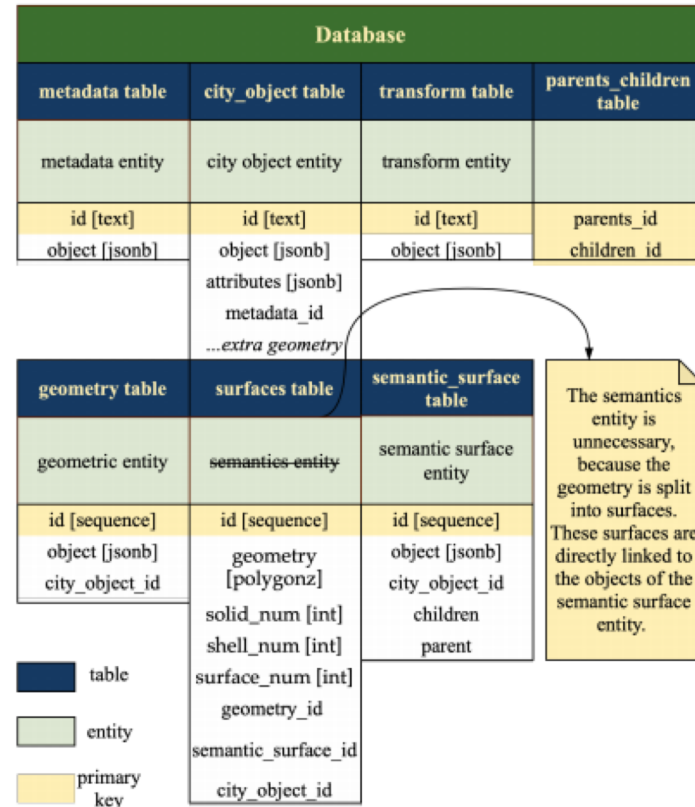 Database
metadata table
city_object table
transform table
parents_children
table
metadata entity
city object entity
transform entity
id [text]
id [text]
id [text]
parents_id
object [jsonb]
object [jsonb]
object [jsonb]
children_id
attributes [jsonb]
metadata_id
...extra geometry
geometry table
surfaces table
semantic_surface
table
geometric entity
semantics entity
semantic surface
entity
id [sequence]
id [sequence]
id [sequence]
object [jsonb]
city_object_id
geometry
[polygonz]
solid_num [int]
shell_num [int]
surface_num [int]
geometry_id
semantic_surface_id
city_object_id
object [jsonb]
city_object_id
children
parent
The semantics
entity is
unnecessary,
because the
geometry is split
into surfaces.
These surfaces are
directly linked to
the objects of the
semantic surface
entity.
table
entity
primary
key